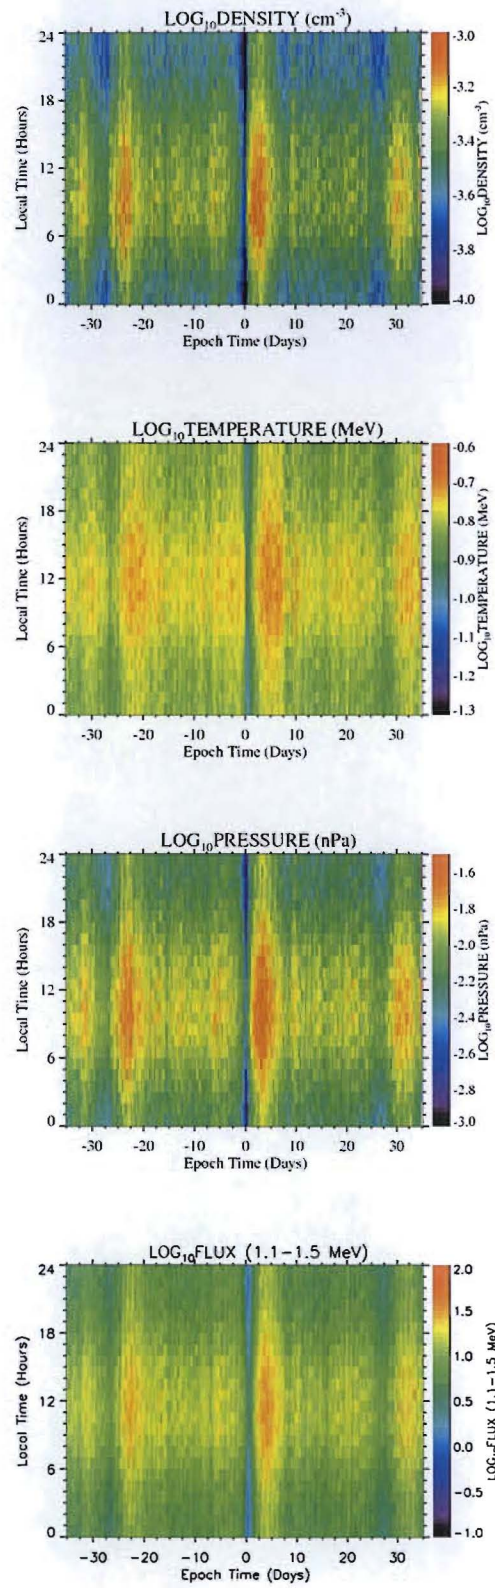 LOG₁₀DENSITY (cm⁻³)
24
18
12
6
0
Local Time (Hours)
-30 -20 -10 0 10 20 30
Epoch Time (Days)
-3.0
-3.2
-3.4
-3.6
-3.8
-4.0
LOG₁₀DENSITY (cm⁻³)
LOG₁₀TEMPERATURE (MeV)
24
18
12
6
0
Local Time (Hours)
-30 -20 -10 0 10 20 30
Epoch Time (Days)
-0.6
-0.7
-0.8
-0.9
-1.0
-1.1
-1.2
-1.3
LOG₁₀TEMPERATURE (MeV)
LOG₁₀PRESSURE (nPa)
24
18
12
6
0
Local Time (Hours)
-30 -20 -10 0 10 20 30
Epoch Time (Days)
-1.6
-1.8
-2.0
-2.2
-2.4
-2.6
-2.8
-3.0
LOG₁₀PRESSURE (nPa)
LOG₁₀FLUX (1.1-1.5 MeV)
24
18
12
6
0
Local Time (Hours)
-30 -20 -10 0 10 20 30
Epoch Time (Days)
2.0
1.5
1.0
0.5
0.0
-0.5
-1.0
LOG₁₀FLUX (1.1-1.5 MeV)